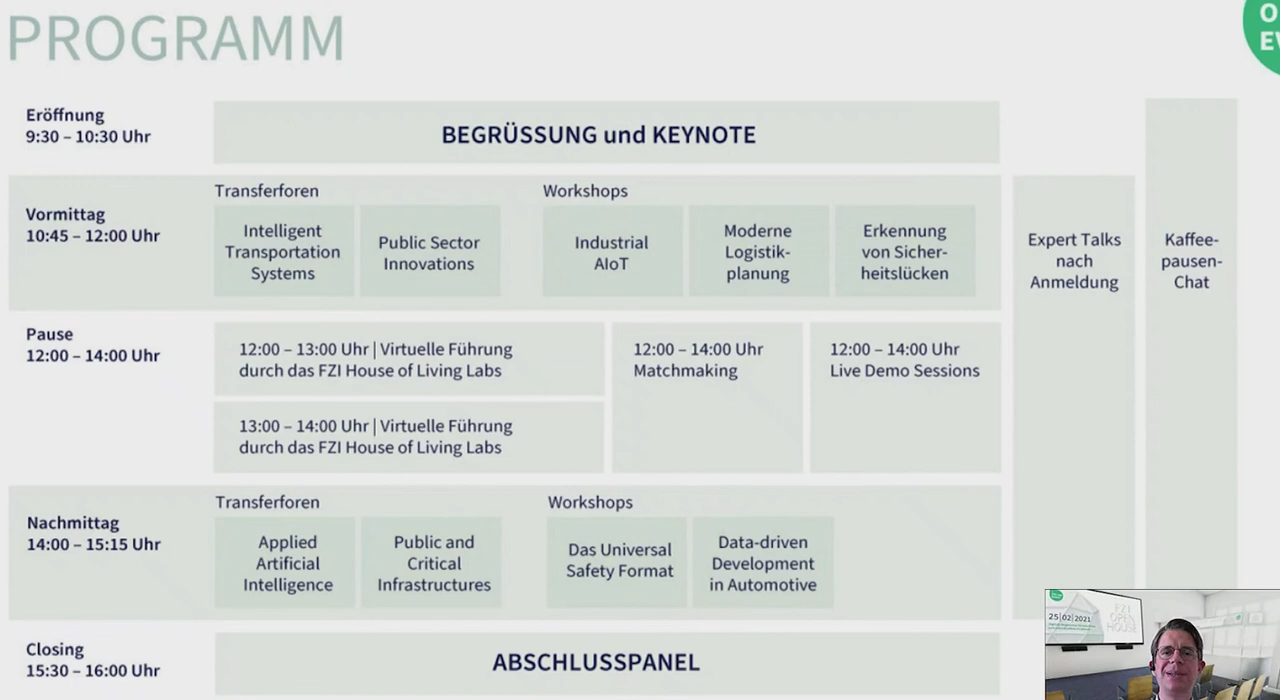 PROGRAMM
Eröffnung
9:30 – 10:30 Uhr
BEGRÜSSUNG und KEYNOTE
Vormittag
10:45 – 12:00 Uhr
Transferforen
Intelligent
Transportation
Systems
Public Sector
Innovations
Workshops
Industrial
AIoT
Moderne
Logistik-
planung
Erkennung
von Sicher-
heitslücken
Expert Talks
nach
Anmeldung
Kaffee-
pausen-
Chat
Pause
12:00 – 14:00 Uhr
12:00 – 13:00 Uhr | Virtuelle Führung
durch das FZI House of Living Labs
13:00 – 14:00 Uhr | Virtuelle Führung
durch das FZI House of Living Labs
12:00 – 14:00 Uhr
Matchmaking
12:00 – 14:00 Uhr
Live Demo Sessions
Nachmittag
14:00 – 15:15 Uhr
Transferforen
Applied
Artificial
Intelligence
Public and
Critical
Infrastructures
Workshops
Das Universal
Safety Format
Data-driven
Development
in Automotive
Closing
15:30 – 16:00 Uhr
ABSCHLUSSPANEL
25|02|2021
FZI
OPEN
HOUSE